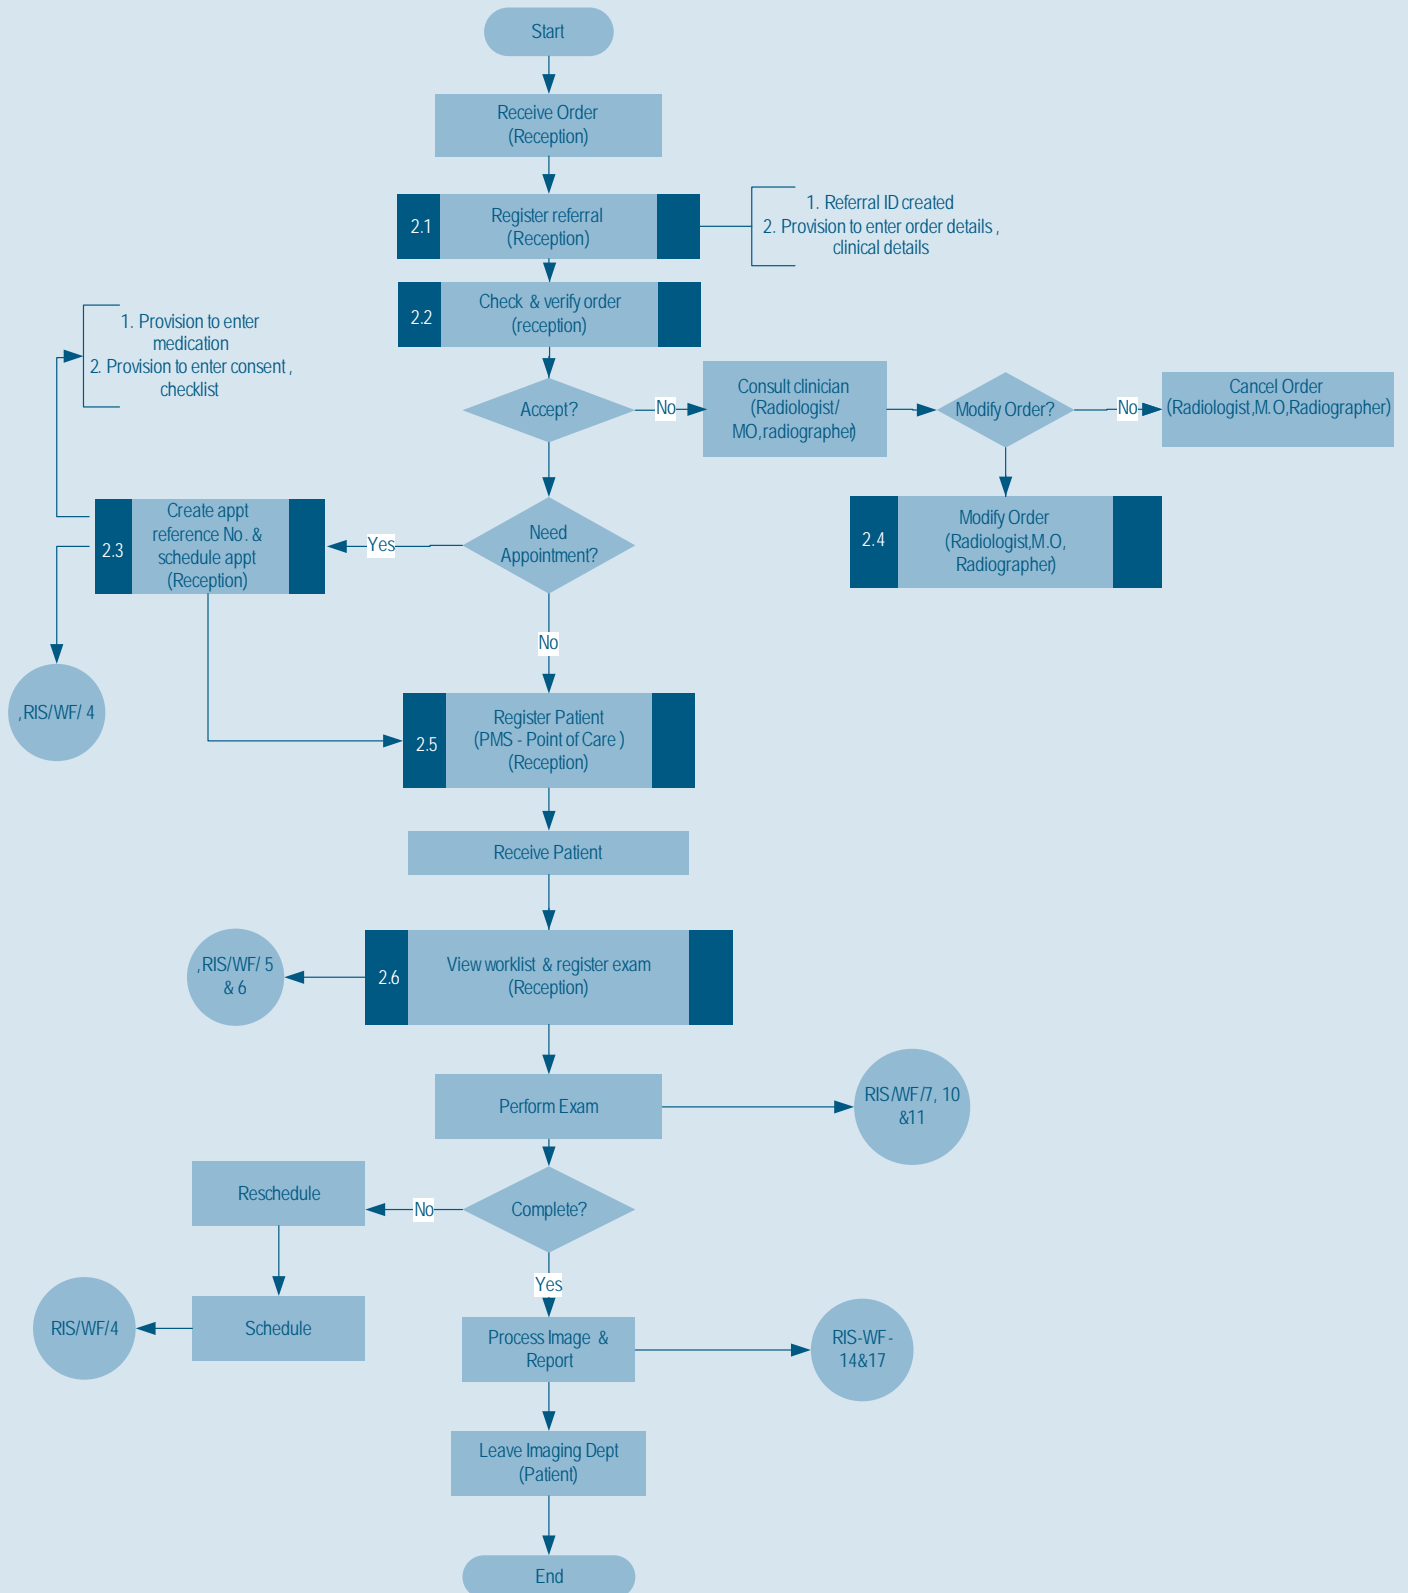 Start
Receive Order
(Reception)
2.1
Register referral
(Reception)
1. Referral ID created
2. Provision to enter order details ,
clinical details
2.2
Check & verify order
(reception)
1. Provision to enter
medication
2. Provision to enter consent ,
checklist
Accept?
No
Consult clinician
(Radiologist/
MO,radiographer)
Modify Order?
No
Cancel Order
(Radiologist,M.O,Radiographer)
2.3
Create appt
reference No. &
schedule appt
(Reception)
Yes
Need
Appointment?
2.4
Modify Order
(Radiologist,M.O,
Radiographer)
No
,RIS/WF/ 4
2.5
Register Patient
(PMS - Point of Care )
(Reception)
Receive Patient
,RIS/WF/ 5
& 6
2.6
View worklist & register exam
(Reception)
Perform Exam
RIS/WF/7, 10
&11
Reschedule
No
Complete?
Yes
RIS/WF/4
Schedule
Process Image &
Report
RIS-WF-
14&17
Leave Imaging Dept
(Patient)
End